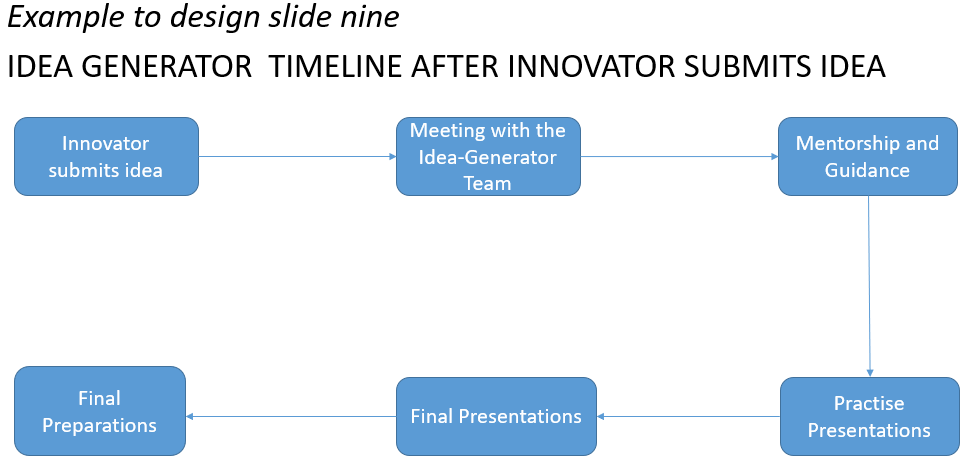 Example to design slide nine
IDEA GENERATOR  TIMELINE AFTER INNOVATOR SUBMITS IDEA
Innovator
submits idea
Meeting with the
Idea-Generator
Team
Mentorship and
Guidance
Practise
Presentations
Final Presentations
Final
Preparations